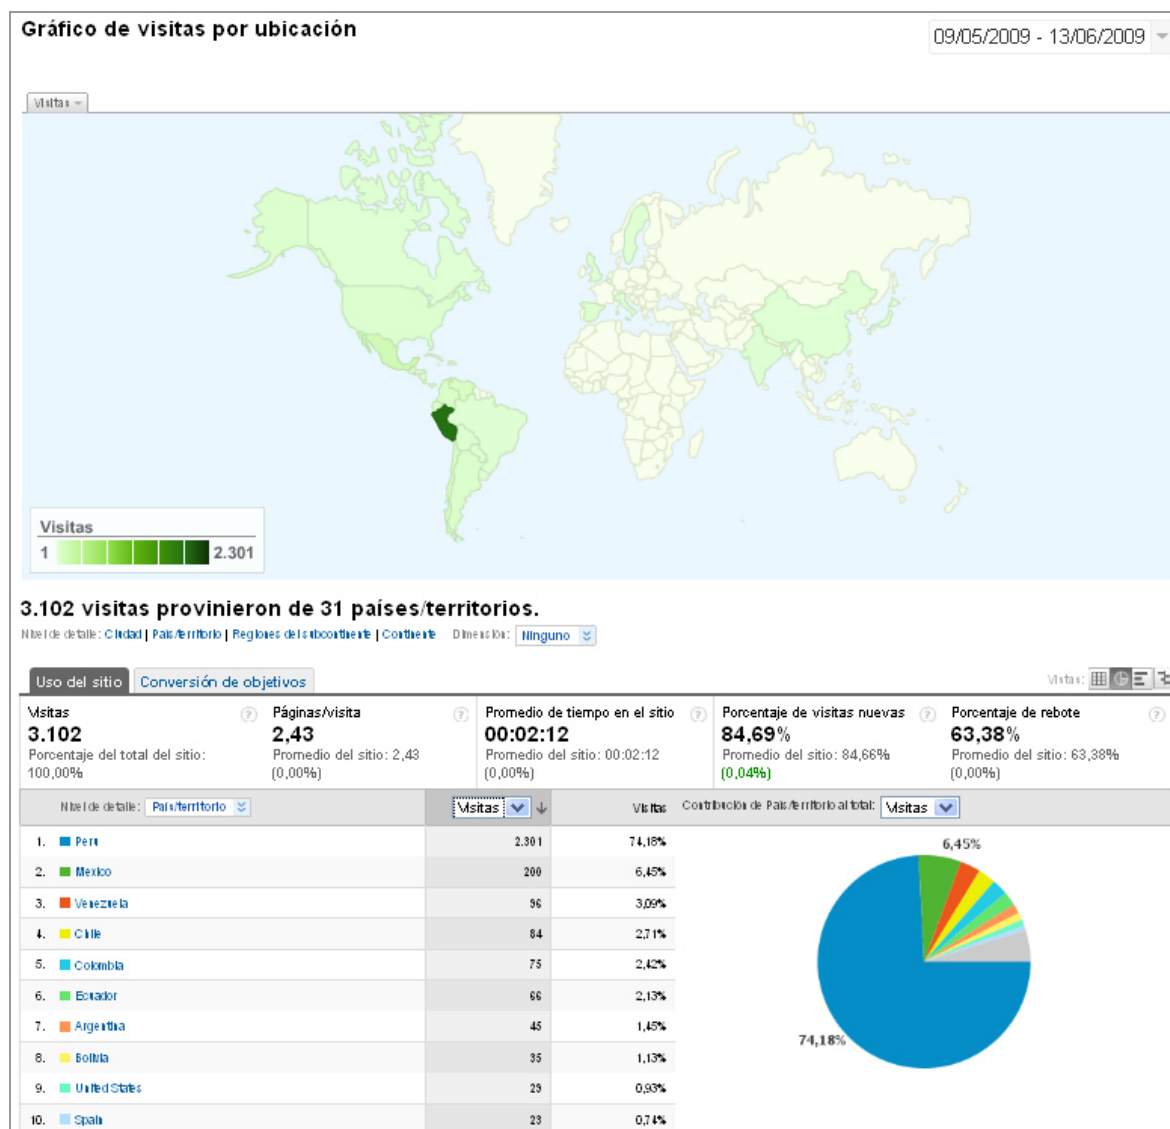 Gráfico de visitas por ubicación
09/05/2009 - 13/06/2009
Visitas
Visitas
1 2.301
3.102 visitas provinieron de 31 países/territorios.
Nivel de detalle: Ciudad | País/territorio | Regiones del subcontinente | Continente Dimensión: Ninguno
Uso del sitio Conversión de objetivos Vistas:
Visitas ? Páginas/visita ? Promedio de tiempo en el sitio ? Porcentaje de visitas nuevas ? Porcentaje de rebote ?
3.102 2,43 00:02:12 84,69% 63,38%
Porcentaje del total del sitio: Promedio del sitio: 2,43 Promedio del sitio: 00:02:12 Promedio del sitio: 84,66% Promedio del sitio: 63,38%
100,00% (0,00%) (0,00%) (0,04%) (0,00%)
Nivel de detalle: País/territorio Visitas Visitas Contribución de País/territorio al total: Visitas
1. Peru 2.301 74,18%
2. Mexico 200 6,45%
3. Venezuela 96 3,09%
4. Chile 84 2,71%
5. Colombia 75 2,42%
6. Ecuador 66 2,13%
7. Argentina 45 1,45%
8. Bolivia 35 1,13%
9. United States 29 0,93%
10. Spain 23 0,74%
6,45%
74,18%